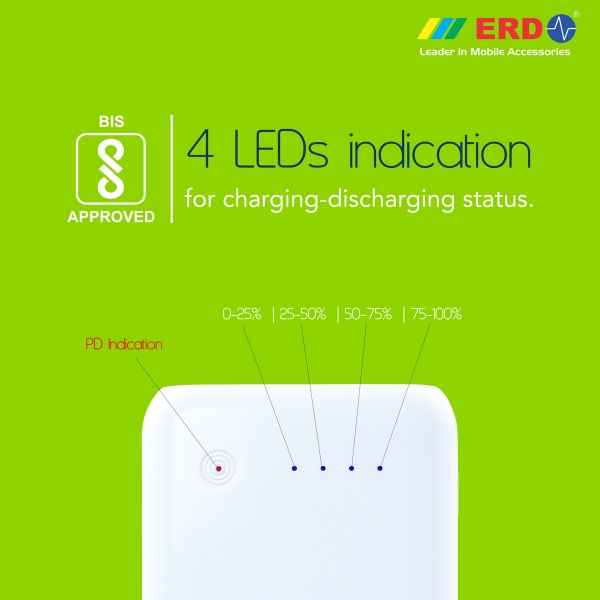 ERD ®
Leader in Mobile Accessories
BIS
APPROVED
4 LEDs indication
for charging-discharging status.
0-25% | 25-50% | 50-75% | 75-100%
PD Indication